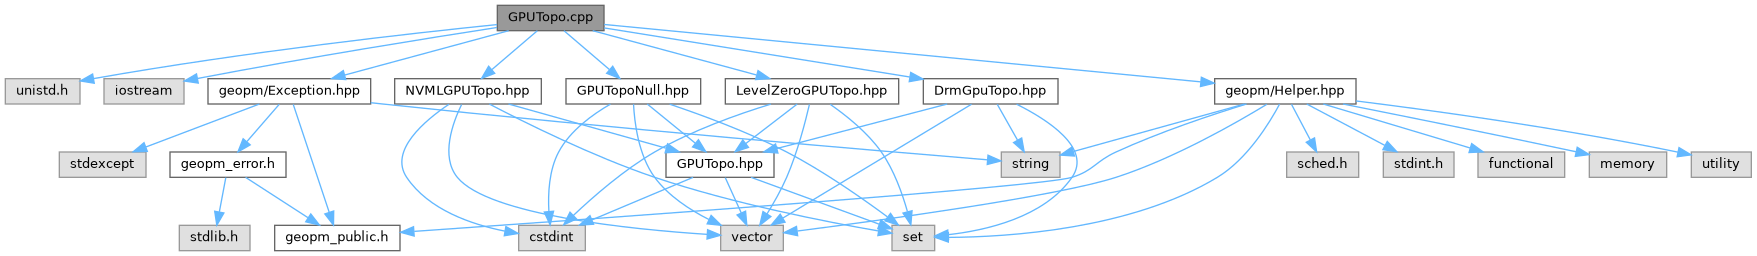 GPUTopo.cpp
unistd.h
iostream
geopm/Exception.hpp
NVMLGPUTopo.hpp
GPUTopoNull.hpp
LevelZeroGPUTopo.hpp
DrmGpuTopo.hpp
geopm/Helper.hpp
stdexcept
geopm_error.h
GPUTopo.hpp
string
sched.h
stdint.h
functional
memory
utility
stdlib.h
geopm_public.h
cstdint
vector
set